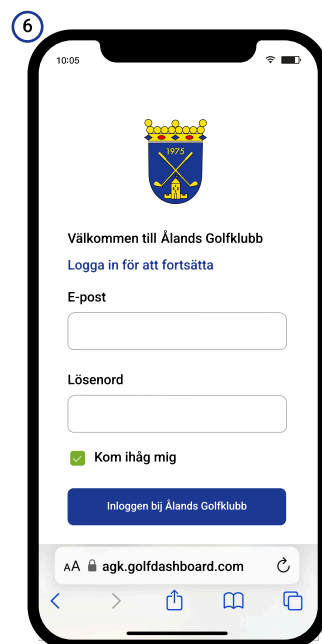 6
10:05
1975
Välkommen till Ålands Golfklubb
Logga in för att fortsätta
E-post
Lösenord
Kom ihåg mig
Inloggen bij Ålands Golfklubb
AA agk.golfdashboard.com